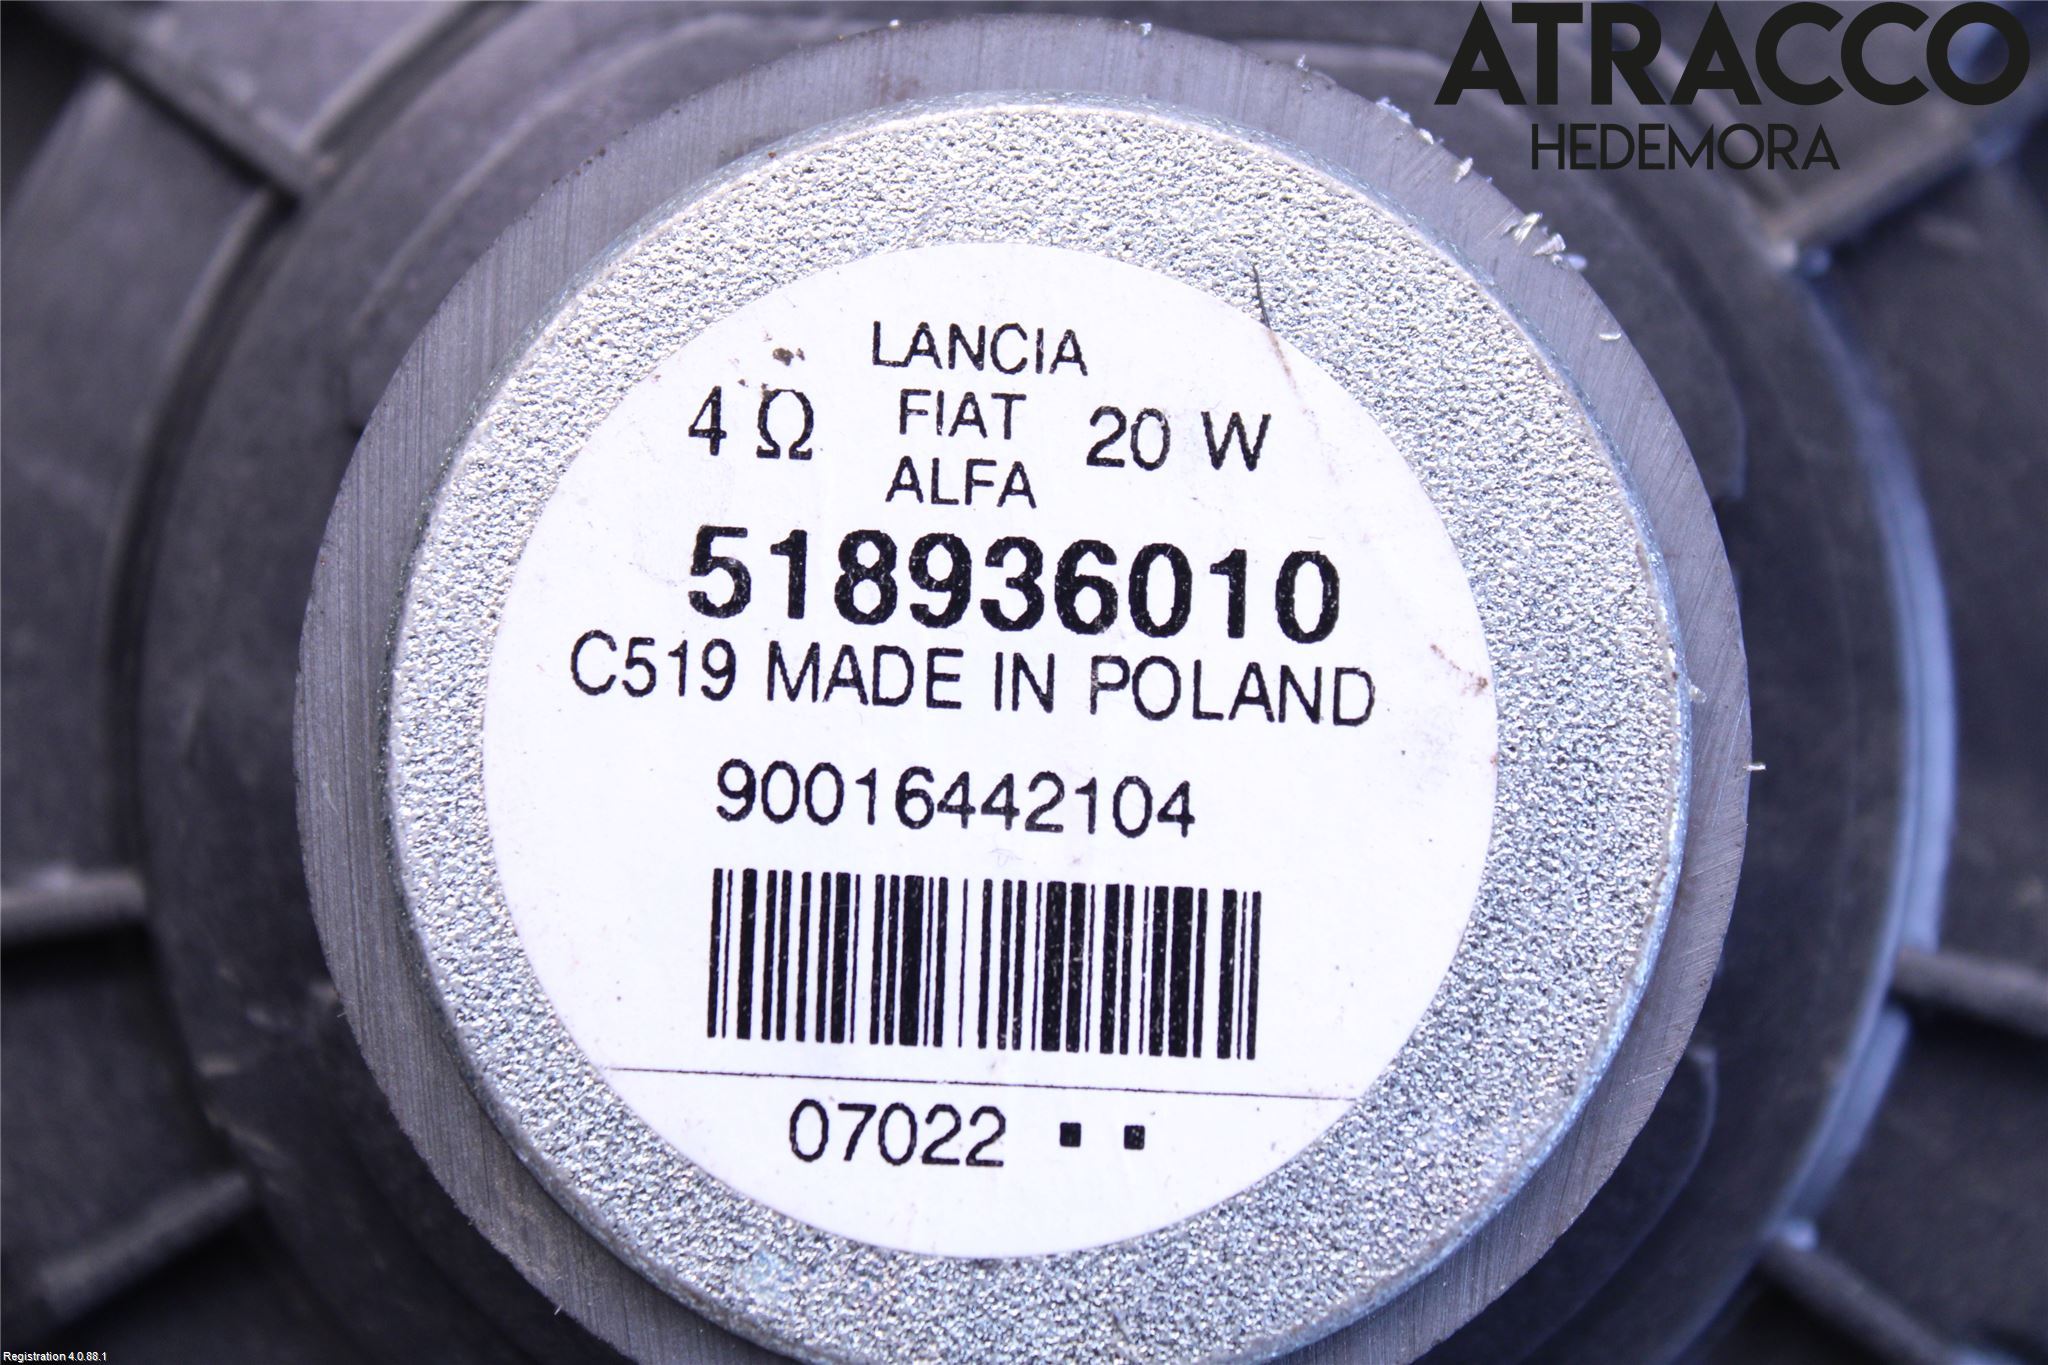 ATRACCO
HEDEMORA
LANCIA
4 Ω FIAT 20 W
ALFA
518936010
C519 MADE IN POLAND
90016442104
07022
Registration 4.0.88.1